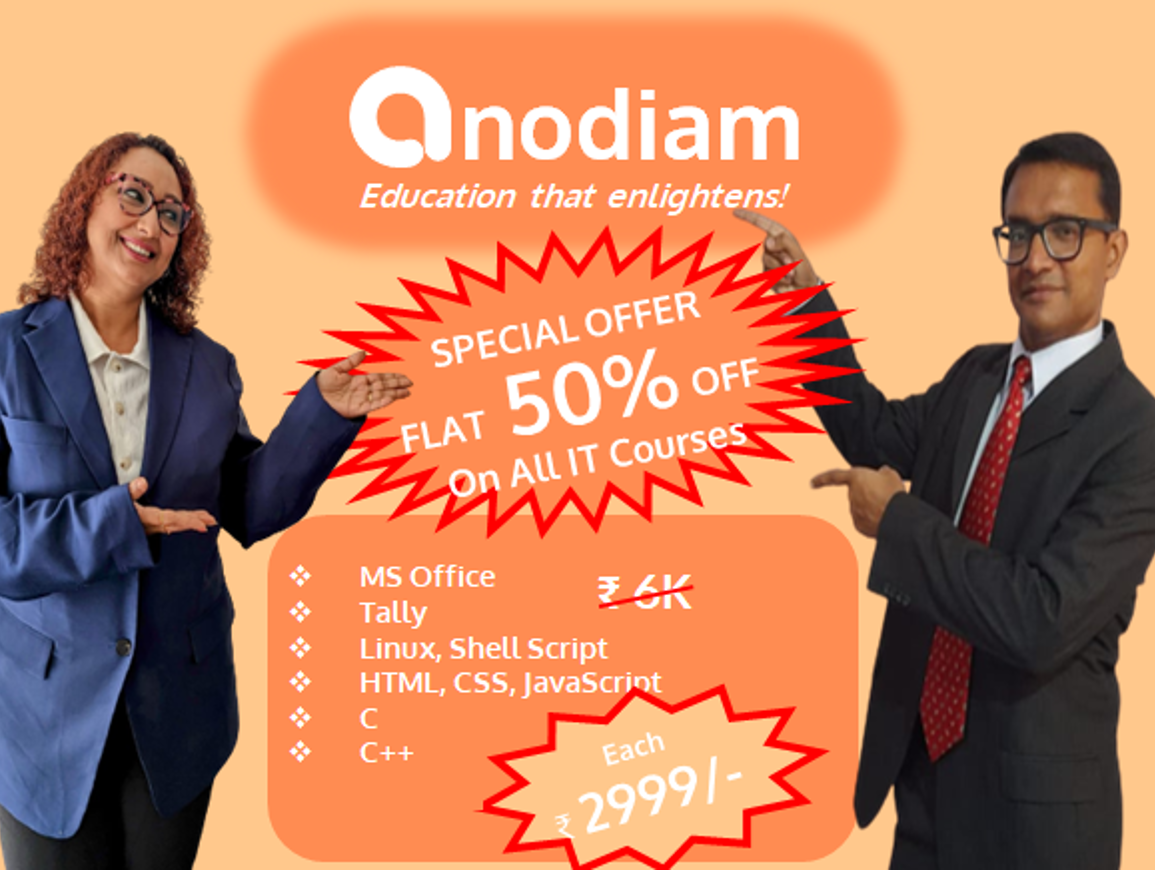 anodiam
Education that enlightens!
SPECIAL OFFER
FLAT 50% OFF
On All IT Courses
❖ MS Office
❖ Tally
❖ Linux, Shell Script
❖ HTML, CSS, JavaScript
❖ C
❖ C++
₹ 6K
Each
₹ 2999/-